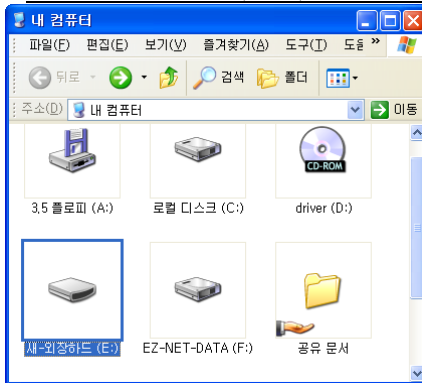 내 컴퓨터
파일(F) 편집(E) 보기(V) 즐겨찾기(A) 도구(T) »
뒤로 검색 폴더
주소(D) 내 컴퓨터 이동
CD-ROM
3.5 플로피 (A:) 로컬 디스크 (C:) driver (D:)
새-외장하드 (E:) EZ-NET-DATA (F:) 공유 문서